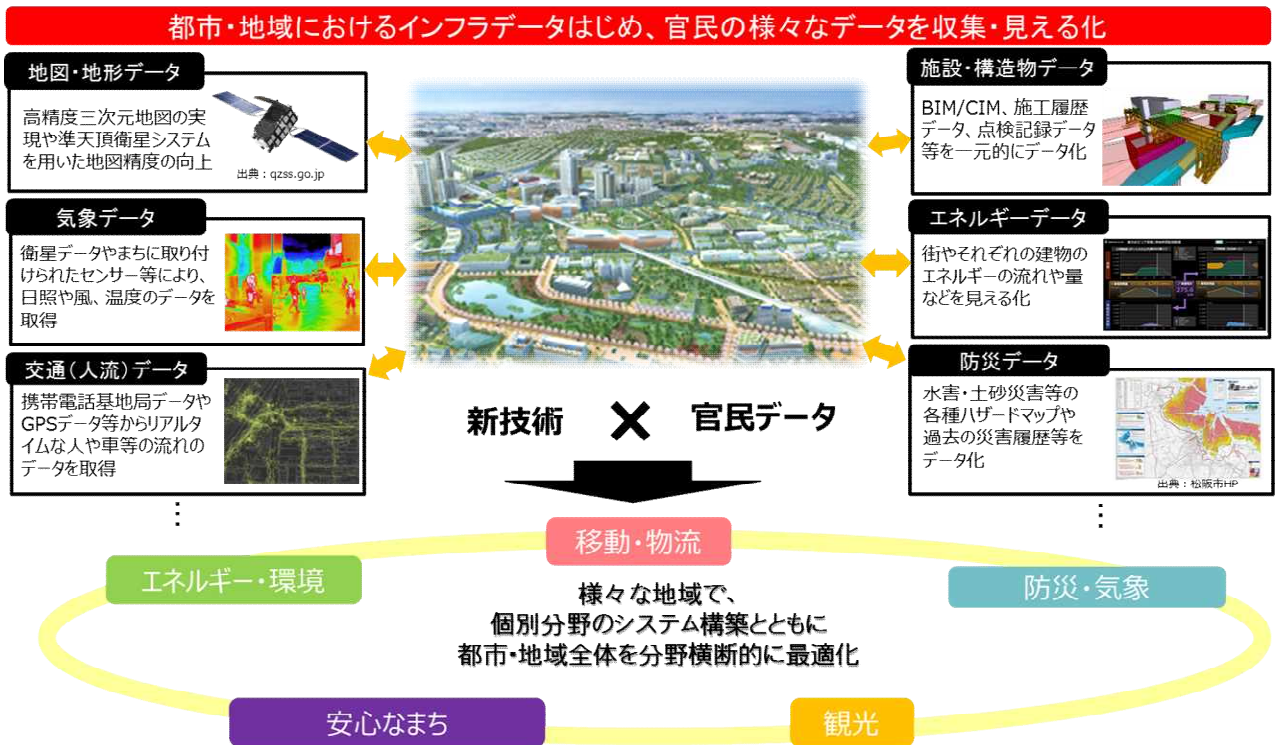 都市・地域におけるインフラデータはじめ、官民の様々なデータを収集・見える化
地図・地形データ
高精度三次元地図の実
現や準天頂衛星システム
を用いた地図精度の向上
出典：qzss.go.jp
気象データ
衛星データやまちに取り付
けられたセンサー等により、
日照や風、温度のデータを
取得
交通（人流）データ
携帯電話基地局データや
GPSデータ等からリアルタ
イムな人や車等の流れの
データを取得
⋮
施設・構造物データ
BIM/CIM、施工履歴
データ、点検記録データ
等を一元的にデータ化
エネルギーデータ
街やそれぞれの建物の
エネルギーの流れや量
などを見える化
防災データ
水害・土砂災害等の
各種ハザードマップや
過去の災害履歴等を
データ化
出典：松阪市HP
⋮
新技術 × 官民データ
移動・物流
エネルギー・環境
防災・気象
様々な地域で、
個別分野のシステム構築とともに
都市・地域全体を分野横断的に最適化
安心なまち
観光